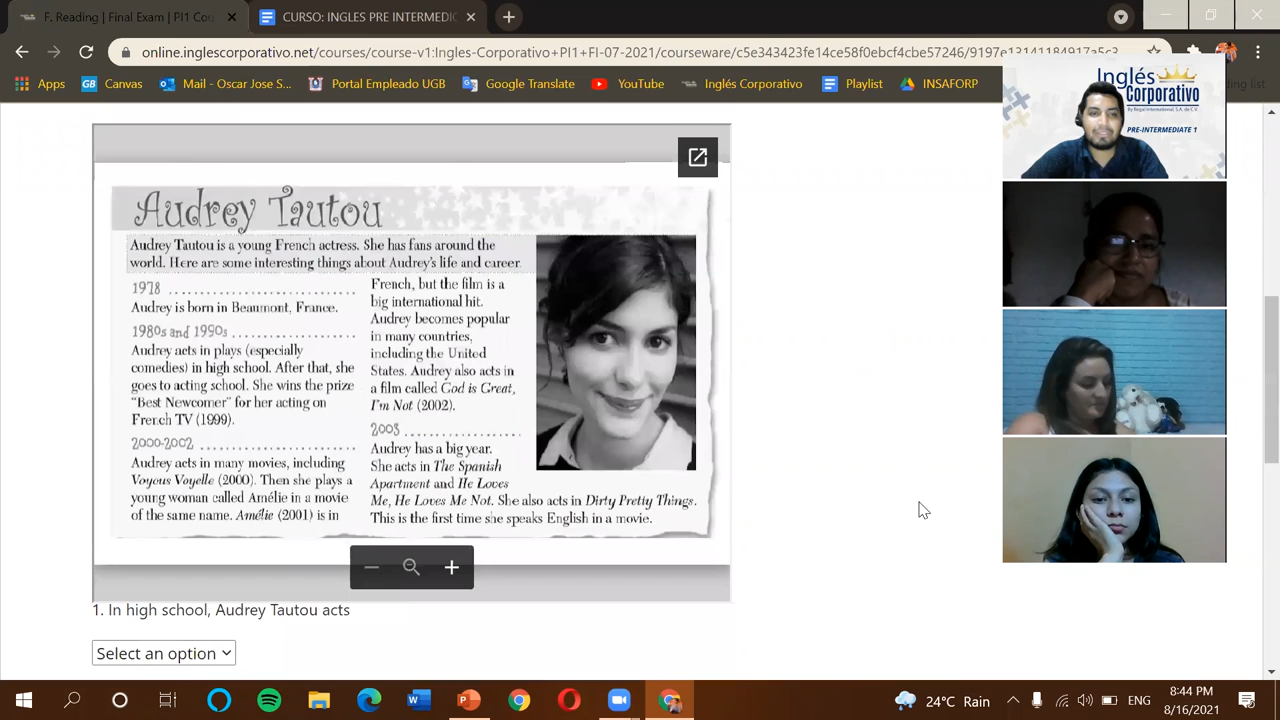 F, Reading | Final Exam | PI1 C
CURSO: INGLES PRE INTERMEDIC
online.inglescorporativo.net/courses/course-v1:Ingles-Corporativo+PI1+FI-07-2021/courseware/c5e343423fe14ce58f0ebcf4cbe57246/
Apps
Canvas
Mail - Oscar Jose S...
Portal Empleado UGB
Google Translate
YouTube
Inglés Corporativo
Playlist
INSAFORP
ding list
Inglés
Corporativo
By Regal International, S.A. de C.V.
PRE-INTERMEDIATE 1
Audrey Tautou
Audrey Tautou is a young French actress. She has fans around the
world. Here are some interesting things about Audrey's life and career.
1978
Audrey is born in Beaumont, France.
1980s and 1990s
Audrey acts in plays (especially
comedies) in high school. After that, she
goes to acting school. She wins the prize
"Best Newcomer" for her acting on
French TV (1999).
2000-2002
Audrey acts in many movies, including
Voyous Voyelle (2000). Then she plays a
young woman called Amélie in a movie
of the same name. Amélie (2001) is in
French, but the film is a
big international hit.
Audrey becomes popular
in many countries,
including the United
States. Audrey also acts in
a film called God is Great,
I'm Not (2002).
2003
Audrey has a big year.
She acts in The Spanish
Apartment and He Loves
Me, He Loves Me Not. She also acts in Dirty Pretty Things.
This is the first time she speaks English in a movie.
1. In high school, Audrey Tautou acts
Select an option
24°C Rain
ENG
8:44 PM
8/16/2021